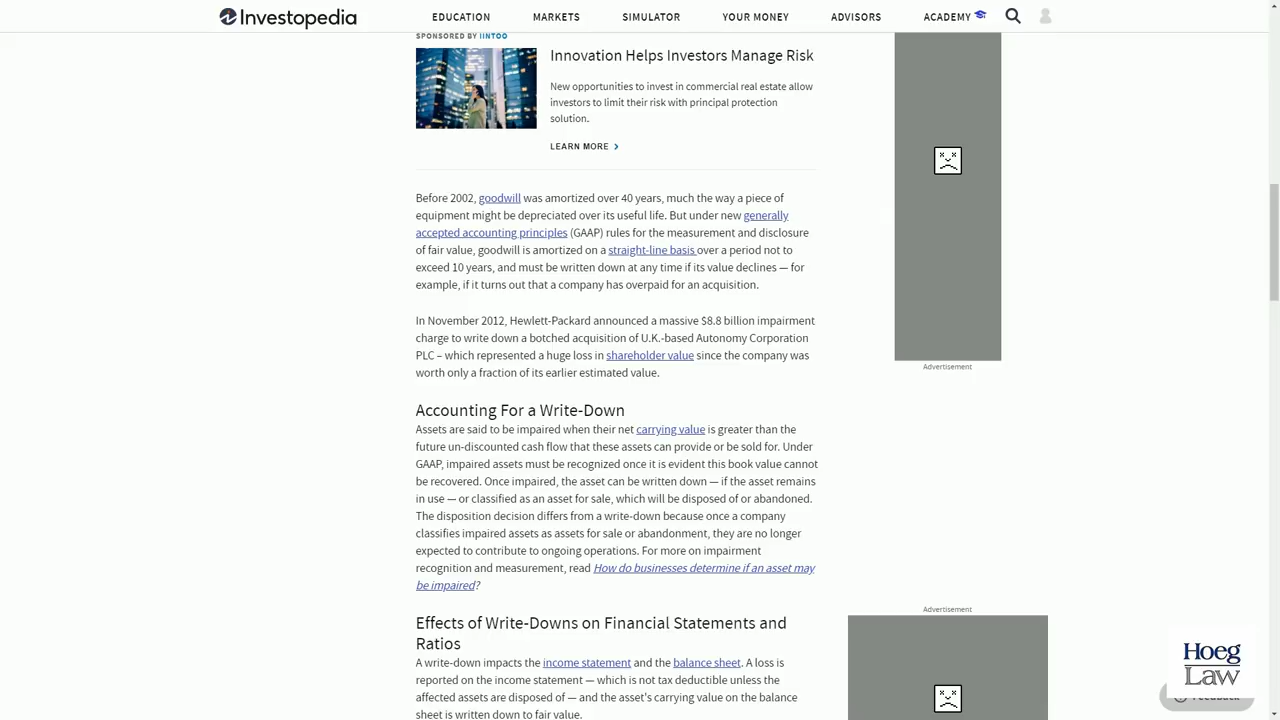 Investopedia
EDUCATION MARKETS SIMULATOR YOUR MONEY ADVISORS ACADEMY
SPONSORED BY IINTOO
Innovation Helps Investors Manage Risk
New opportunities to invest in commercial real estate allow
investors to limit their risk with principal protection
solution.
LEARN MORE
Before 2002, goodwill was amortized over 40 years, much the way a piece of
equipment might be depreciated over its useful life. But under new generally
accepted accounting principles (GAAP) rules for the measurement and disclosure
of fair value, goodwill is amortized on a straight-line basis over a period not to
exceed 10 years, and must be written down at any time if its value declines — for
example, if it turns out that a company has overpaid for an acquisition.
In November 2012, Hewlett-Packard announced a massive $8.8 billion impairment
charge to write down a botched acquisition of U.K.-based Autonomy Corporation
PLC – which represented a huge loss in shareholder value since the company was
worth only a fraction of its earlier estimated value.
Accounting For a Write-Down
Assets are said to be impaired when their net carrying value is greater than the
future un-discounted cash flow that these assets can provide or be sold for. Under
GAAP, impaired assets must be recognized once it is evident this book value cannot
be recovered. Once impaired, the asset can be written down — if the asset remains
in use — or classified as an asset for sale, which will be disposed of or abandoned.
The disposition decision differs from a write-down because once a company
classifies impaired assets as assets for sale or abandonment, they are no longer
expected to contribute to ongoing operations. For more on impairment
recognition and measurement, read How do businesses determine if an asset may
be impaired?
Effects of Write-Downs on Financial Statements and
Ratios
A write-down impacts the income statement and the balance sheet. A loss is
reported on the income statement — which is not tax deductible unless the
affected assets are disposed of — and the asset's carrying value on the balance
sheet is written down to fair value.
Advertisement
Advertisement
Hoeg
Law
Feedback